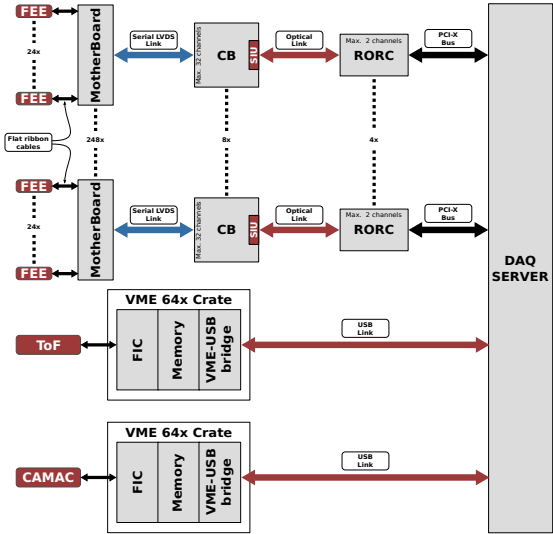 FEE
24x
FEE
Flat ribbon
cables
FEE
24x
FEE
MotherBoard
248x
MotherBoard
Serial LVDS
Link
Max. 32 channels
CB
SIU
8x
Serial LVDS
Link
Max. 32 channels
CB
SIU
Optical
Link
Max. 2 channels
RORC
4x
Optical
Link
Max. 2 channels
RORC
PCI-X
Bus
PCI-X
Bus
DAQ
SERVER
VME 64x Crate
ToF
FIC
Memory
VME-USB
bridge
USB
Link
VME 64x Crate
CAMAC
FIC
Memory
VME-USB
bridge
USB
Link